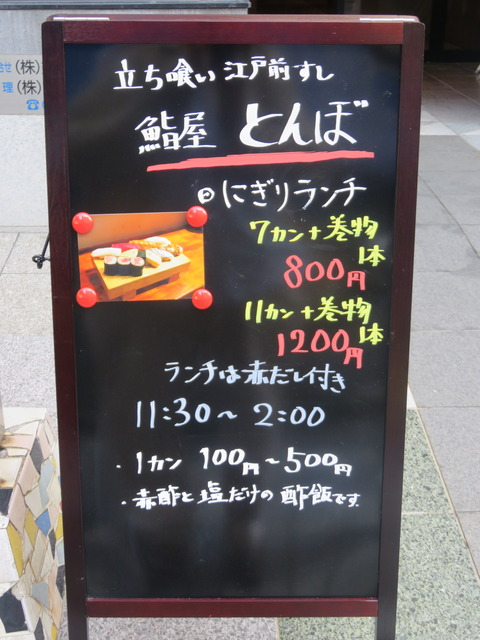 立ち喰い 江戸前すし
鮨屋 とんぼ
にぎりランチ
7カン+巻物1本
800円
11カン+巻物1本
1200円
ランチは赤だし付き
11:30～2:00
・1カン 100円～500円
・赤酢と塩だけの酢飯です。
(株)
理(株)